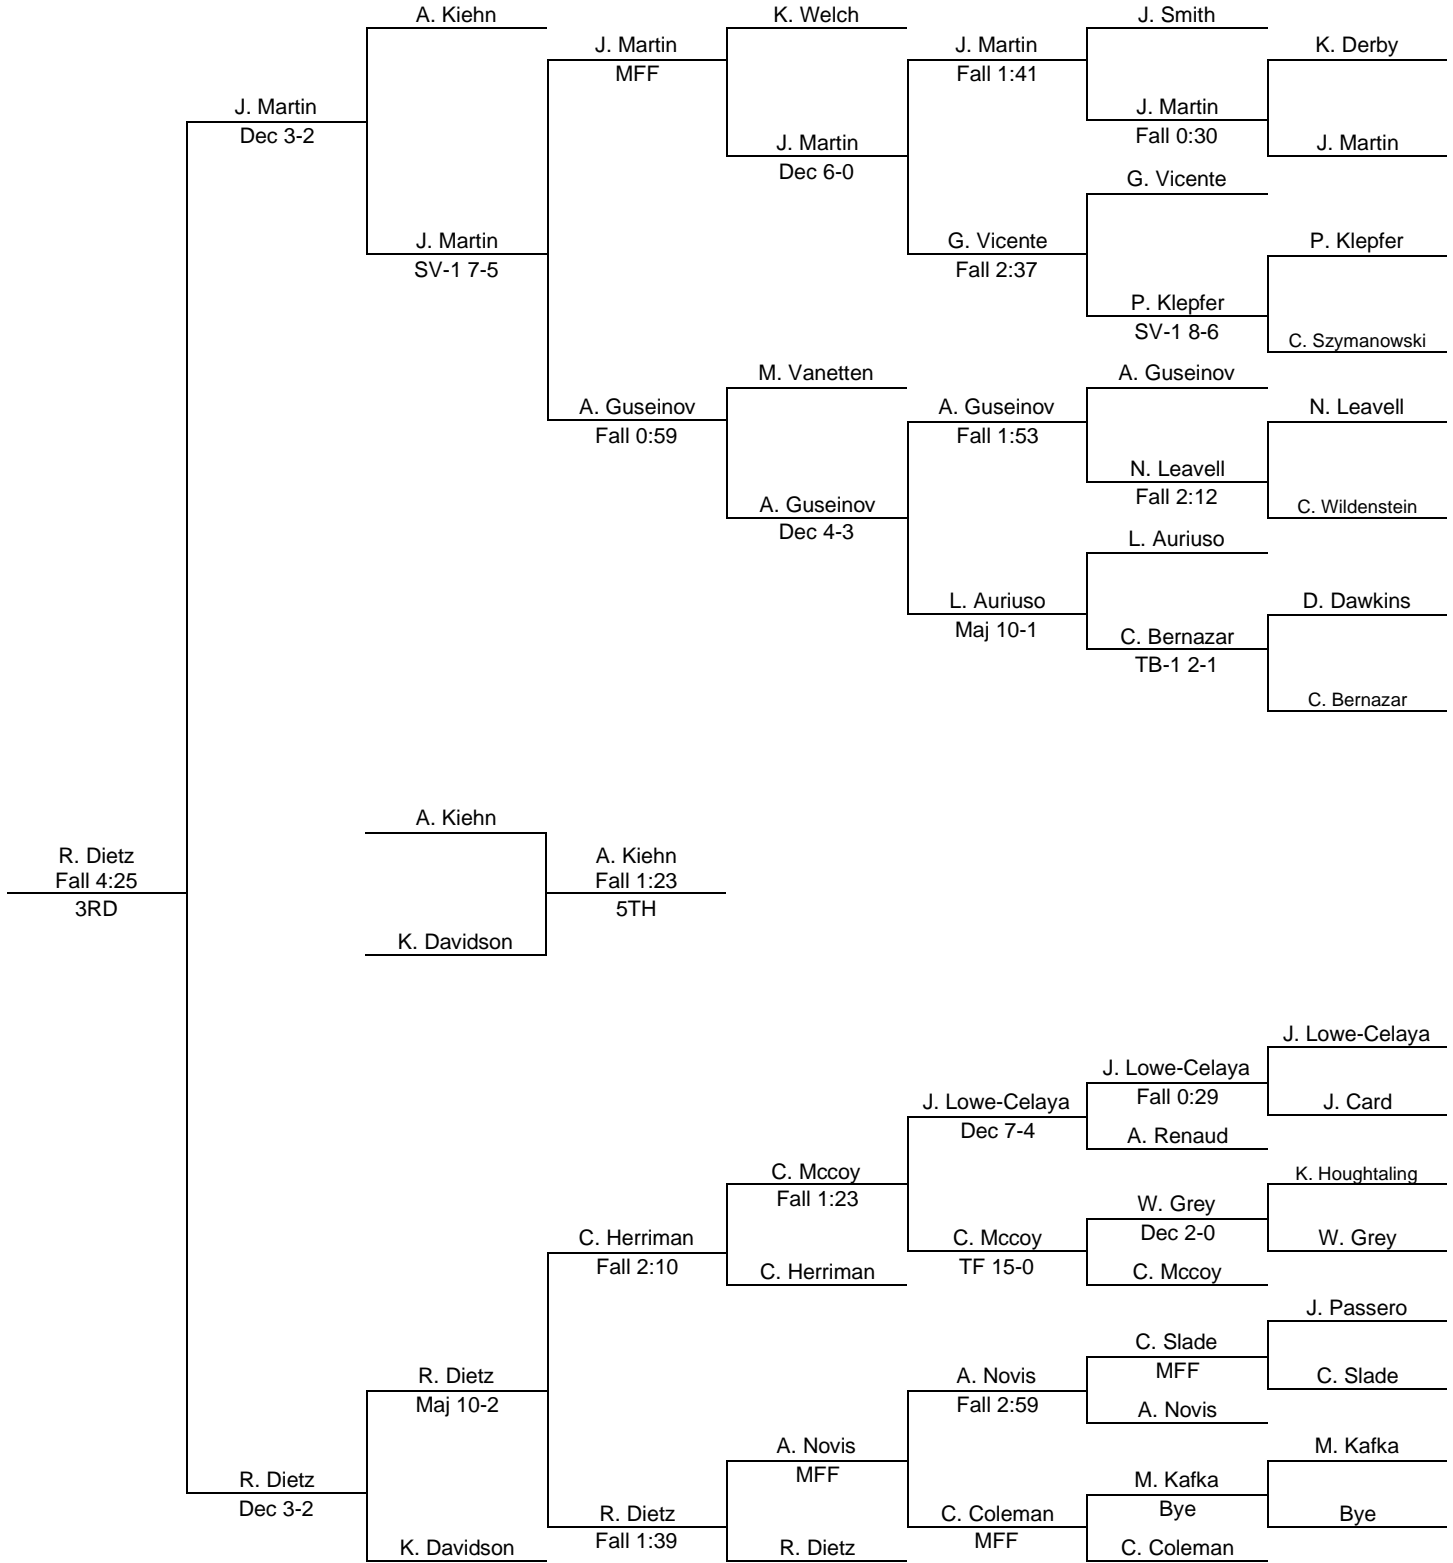 A. Kiehn
K. Welch
J. Smith
J. Martin
MFF
J. Martin
Fall 1:41
K. Derby
J. Martin
Dec 3-2
J. Martin
Fall 0:30
J. Martin
Dec 6-0
J. Martin
G. Vicente
J. Martin
SV-1 7-5
G. Vicente
Fall 2:37
P. Klepfer
P. Klepfer
SV-1 8-6
C. Szymanowski
M. Vanetten
A. Guseinov
A. Guseinov
Fall 0:59
A. Guseinov
Fall 1:53
N. Leavell
N. Leavell
Fall 2:12
A. Guseinov
Dec 4-3
C. Wildenstein
L. Auriuso
L. Auriuso
Maj 10-1
D. Dawkins
C. Bernazar
TB-1 2-1
C. Bernazar
A. Kiehn
R. Dietz
Fall 4:25
3RD
A. Kiehn
Fall 1:23
5TH
K. Davidson
J. Lowe-Celaya
J. Lowe-Celaya
Fall 0:29
J. Lowe-Celaya
Dec 7-4
J. Card
A. Renaud
C. Mccoy
Fall 1:23
K. Houghtaling
W. Grey
Dec 2-0
C. Herriman
Fall 2:10
C. Mccoy
TF 15-0
W. Grey
C. Herriman
C. Mccoy
J. Passero
C. Slade
MFF
R. Dietz
Maj 10-2
A. Novis
Fall 2:59
C. Slade
A. Novis
A. Novis
MFF
M. Kafka
R. Dietz
Dec 3-2
M. Kafka
Bye
R. Dietz
Fall 1:39
C. Coleman
MFF
Bye
K. Davidson
R. Dietz
C. Coleman